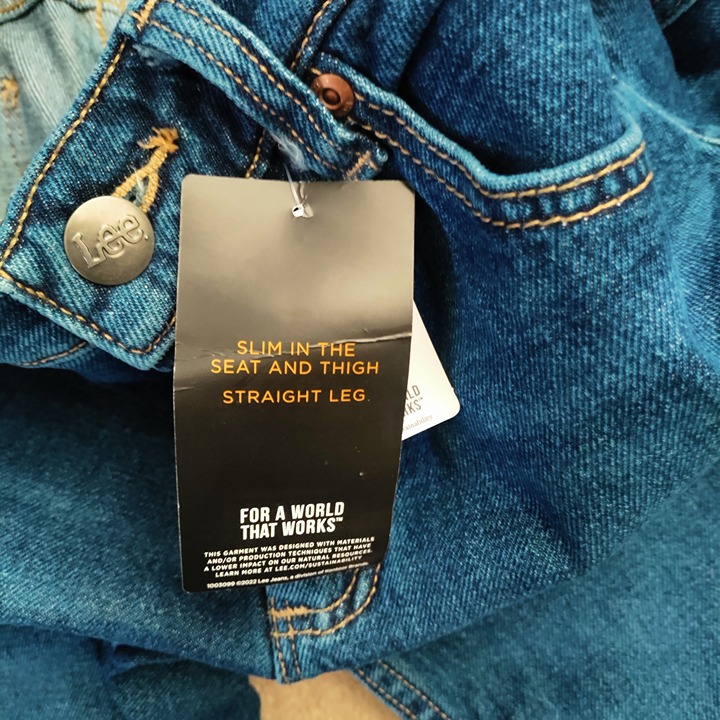 Lee
SLIM IN THE
SEAT AND THIGH
STRAIGHT LEG.
FOR A WORLD
THAT WORKS™
THIS GARMENT WAS DESIGNED WITH MATERIALS
AND/OR PRODUCTION TECHNIQUES THAT HAVE
A LOWER IMPACT ON OUR NATURAL RESOURCES.
LEARN MORE AT LEE.COM/SUSTAINABILITY
1003099 ©2022 Lee Jeans, a division of Kontoor Brands